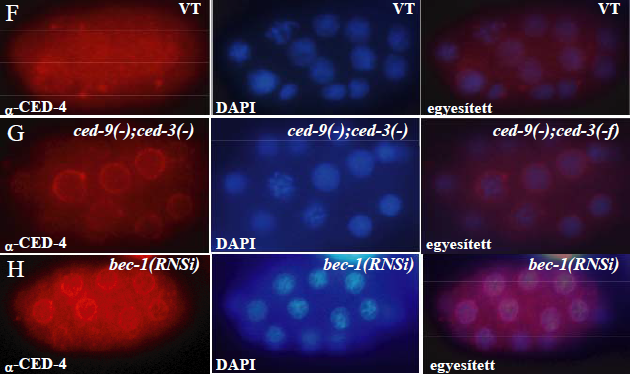 F VT VT VT
α-CED-4 DAPI egyesített
G ced-9(-);ced-3(-) ced-9(-);ced-3(-) ced-9(-);ced-3(-f)
α-CED-4 DAPI egyesített
H bec-1(RNSi) bec-1(RNSi) bec-1(RNSi)
α-CED-4 DAPI egyesített